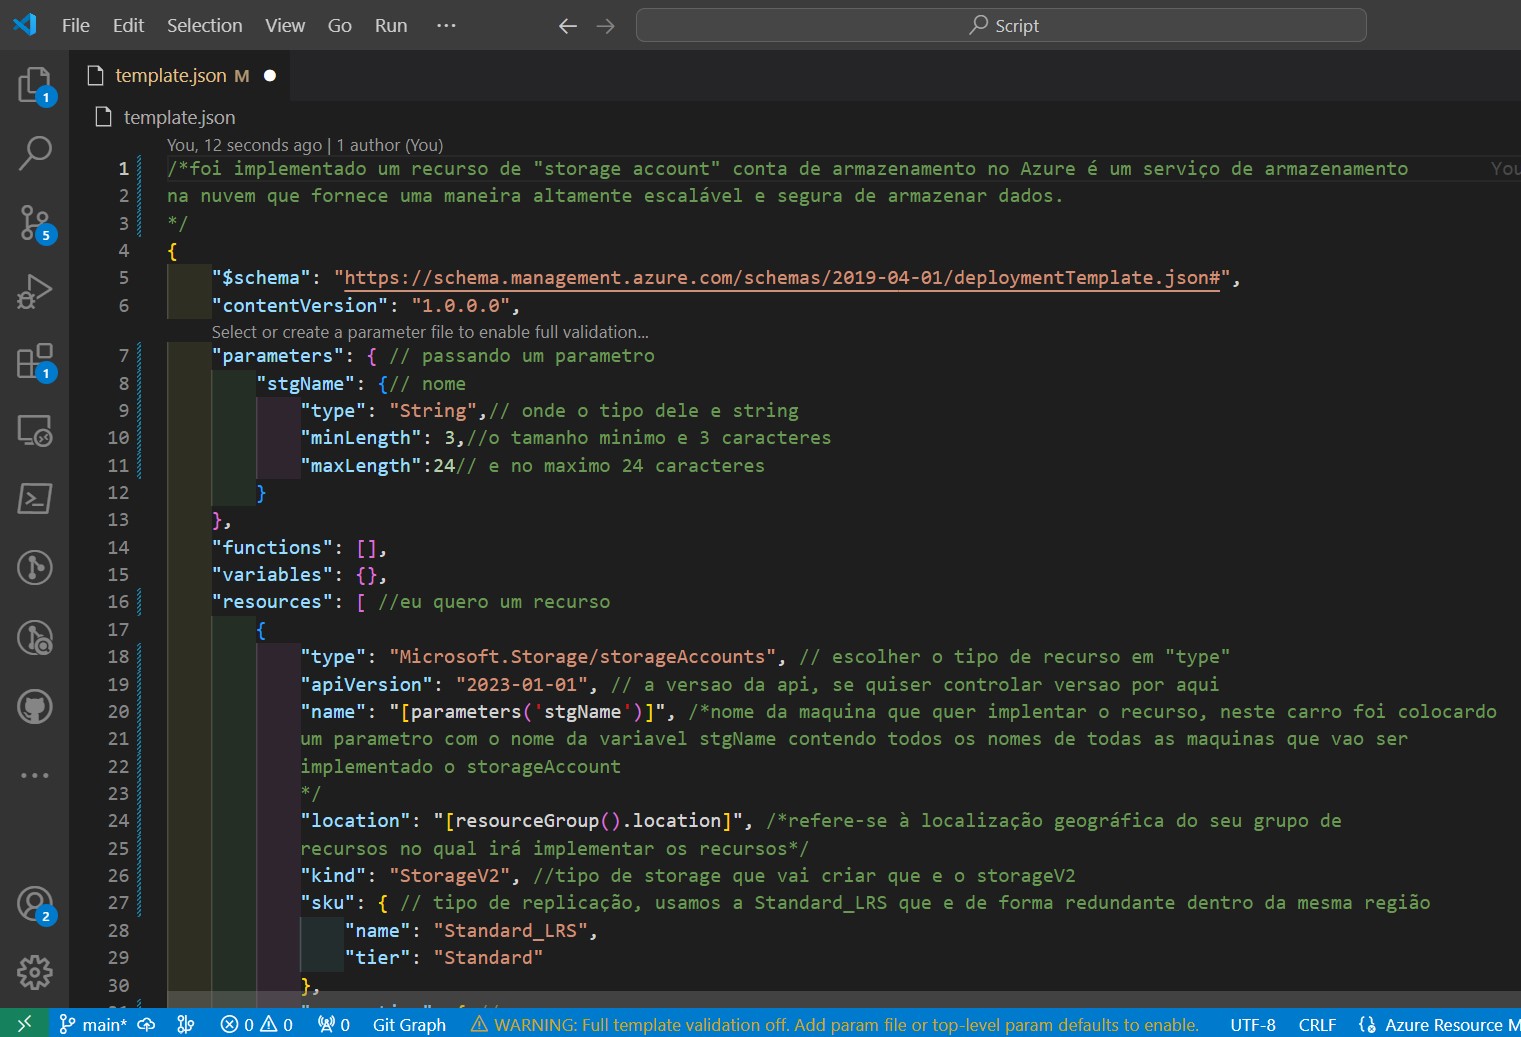 File Edit Selection View Go Run ···
Script
template.json M
template.json
You, 12 seconds ago | 1 author (You)
1 /*foi implementado um recurso de "storage account" conta de armazenamento no Azure é um serviço de armazenamento
2 na nuvem que fornece uma maneira altamente escalável e segura de armazenar dados.
3 */
4 {
5 "$schema": "https://schema.management.azure.com/schemas/2019-04-01/deploymentTemplate.json#",
6 "contentVersion": "1.0.0.0",
Select or create a parameter file to enable full validation...
7 "parameters": { // passando um parametro
8 "stgName": {// nome
9 "type": "String",// onde o tipo dele e string
10 "minLength": 3,//o tamanho minimo e 3 caracteres
11 "maxLength":24// e no maximo 24 caracteres
12 }
13 },
14 "functions": [],
15 "variables": {},
16 "resources": [ //eu quero um recurso
17 {
18 "type": "Microsoft.Storage/storageAccounts", // escolher o tipo de recurso em "type"
19 "apiVersion": "2023-01-01", // a versao da api, se quiser controlar versao por aqui
20 "name": "[parameters('stgName')]", /*nome da maquina que quer implentar o recurso, neste carro foi colocardo
21 um parametro com o nome da variavel stgName contendo todos os nomes de todas as maquinas que vao ser
22 implementado o storageAccount
23 */
24 "location": "[resourceGroup().location]", /*refere-se à localização geográfica do seu grupo de
25 recursos no qual irá implementar os recursos*/
26 "kind": "StorageV2", //tipo de storage que vai criar que e o storageV2
27 "sku": { // tipo de replicação, usamos a Standard_LRS que e de forma redundante dentro da mesma região
28 "name": "Standard_LRS",
29 "tier": "Standard"
30 },
1
5
1
2
main* 0 0 0 Git Graph WARNING: Full template validation off. Add param file or top-level param defaults to enable. UTF-8 CRLF Azure Resource M